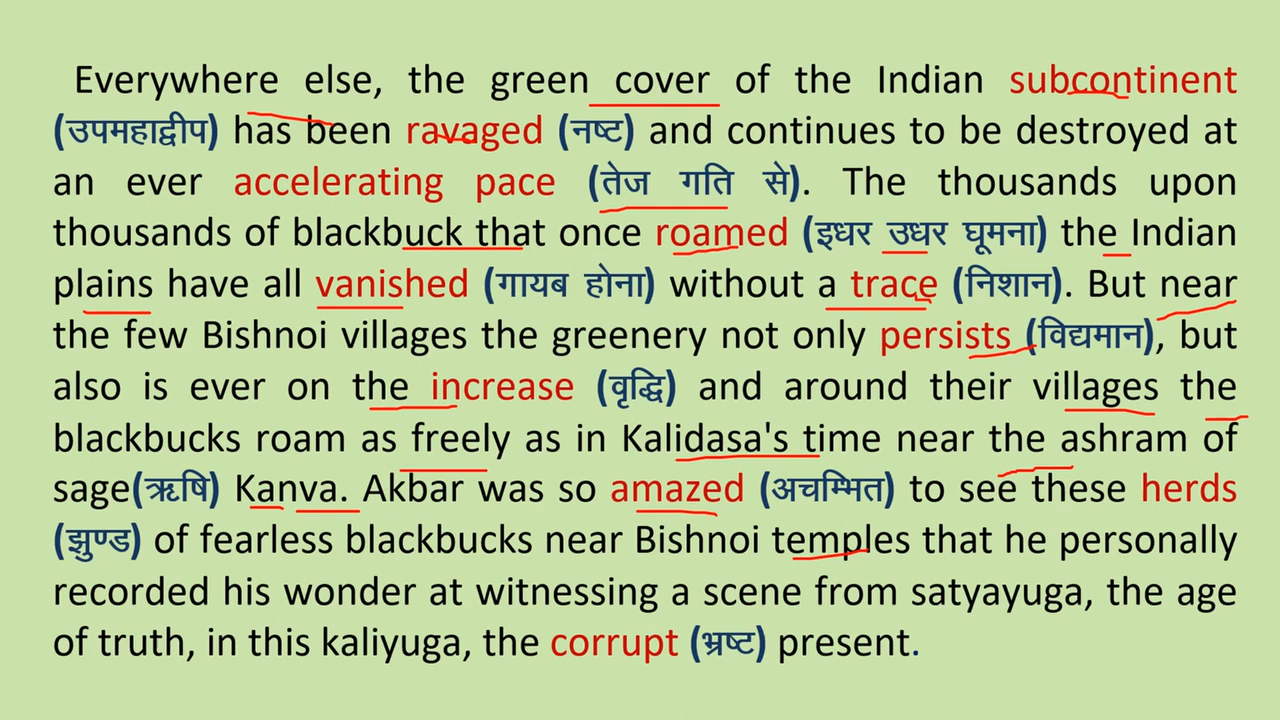 Everywhere else, the green cover of the Indian subcontinent
(उपमहाद्वीप) has been ravaged (नष्ट) and continues to be destroyed at
an ever accelerating pace (तेज गति से). The thousands upon
thousands of blackbuck that once roamed (इधर उधर घूमना) the Indian
plains have all vanished (गायब होना) without a trace (निशान). But near
the few Bishnoi villages the greenery not only persists (विद्यमान), but
also is ever on the increase (वृद्धि) and around their villages the
blackbucks roam as freely as in Kalidasa's time near the ashram of
sage(ऋषि) Kanva. Akbar was so amazed (अचम्भित) to see these herds
(झुण्ड) of fearless blackbucks near Bishnoi temples that he personally
recorded his wonder at witnessing a scene from satyayuga, the age
of truth, in this kaliyuga, the corrupt (भ्रष्ट) present.